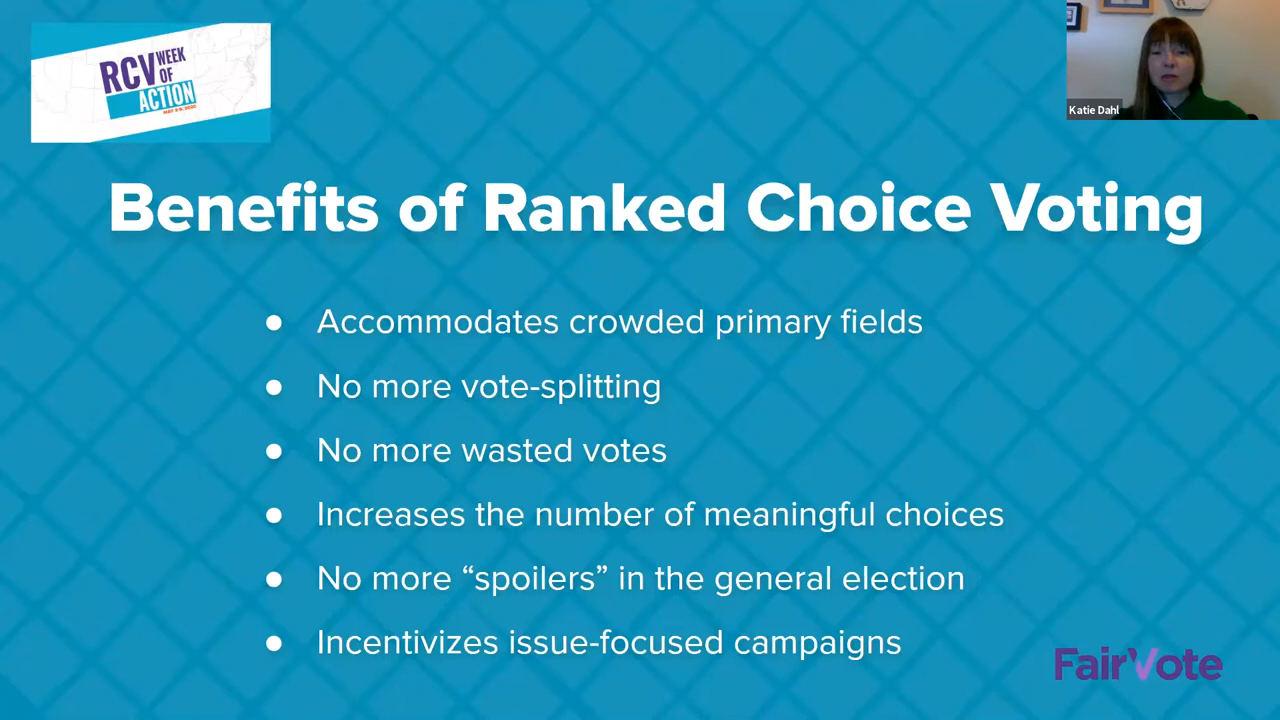 RCV WEEK
OF
ACTION
Katie Dahl
Benefits of Ranked Choice Voting
● Accommodates crowded primary fields
● No more vote-splitting
● No more wasted votes
● Increases the number of meaningful choices
● No more “spoilers” in the general election
● Incentivizes issue-focused campaigns
FairVote